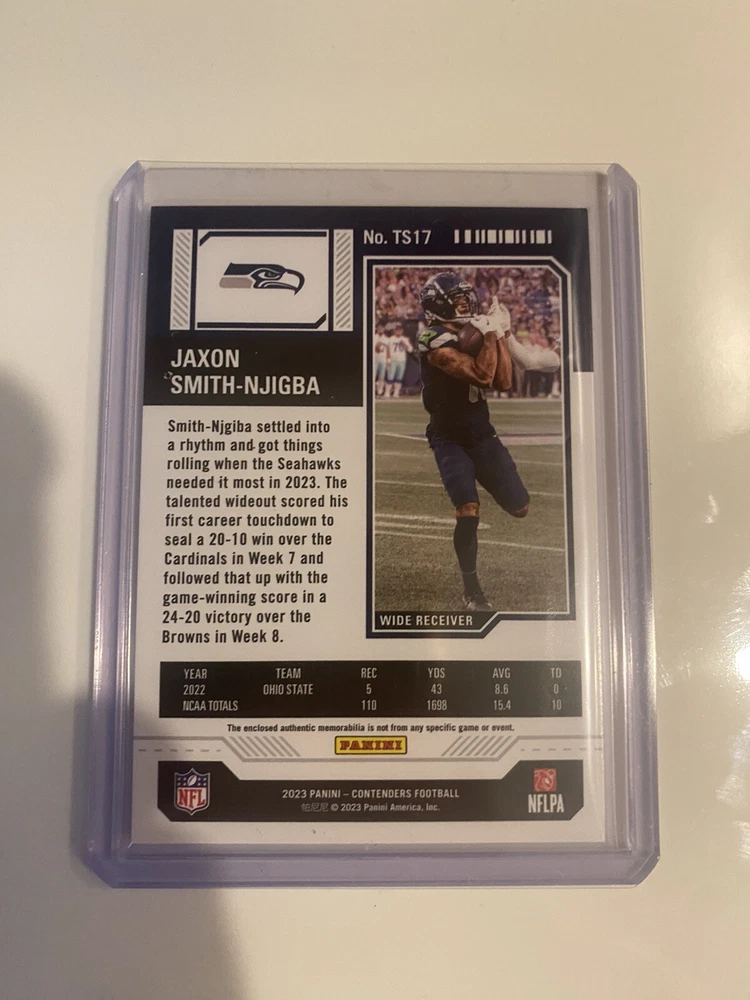 No. TS17
JAXON
SMITH-NJIGBA
Smith-Njgiba settled into
a rhythm and got things
rolling when the Seahawks
needed it most in 2023. The
talented wideout scored his
first career touchdown to
seal a 20-10 win over the
Cardinals in Week 7 and
followed that up with the
game-winning score in a
24-20 victory over the
Browns in Week 8.
WIDE RECEIVER
YEAR TEAM REC YDS AVG TD
2022 OHIO STATE 5 43 8.6 0
NCAA TOTALS 110 1698 15.4 10
The enclosed authentic memorabilia is not from any specific game or event.
PANINI
NFL
2023 PANINI – CONTENDERS FOOTBALL
帕尼尼 © 2023 Panini America, Inc.
NFLPA